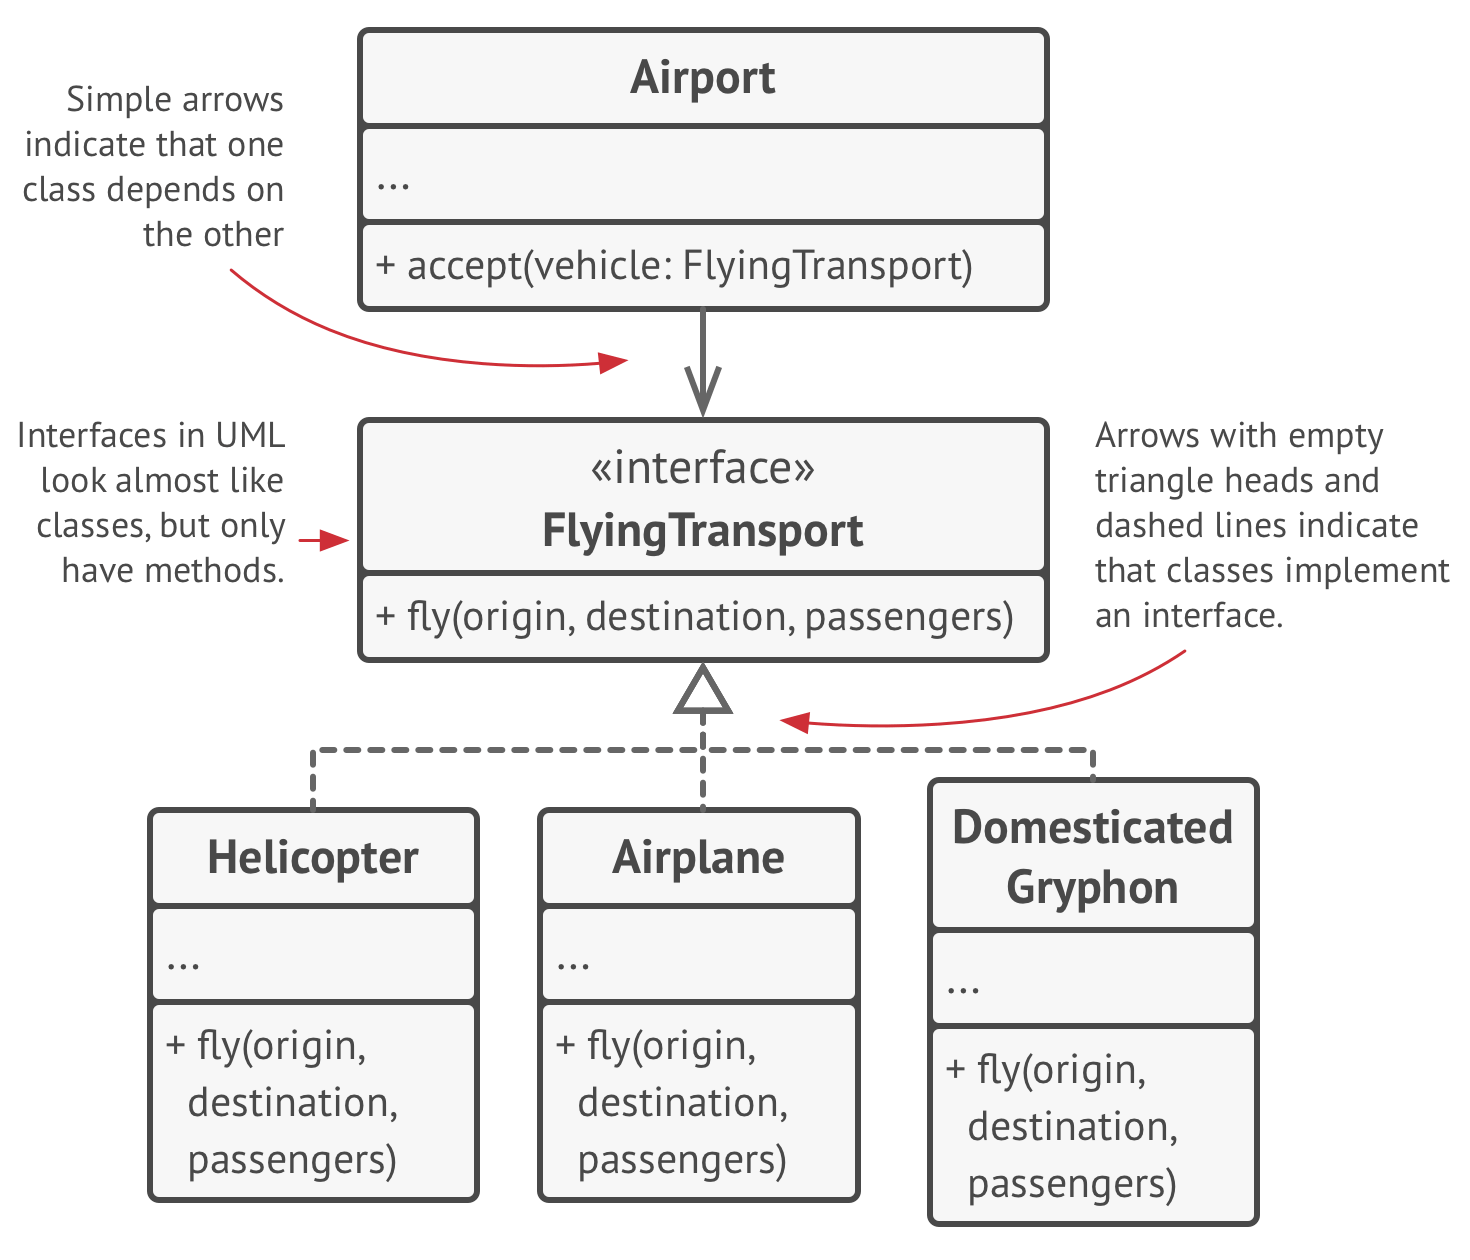 Airport
...
+ accept(vehicle: FlyingTransport)
Simple arrows
indicate that one
class depends on
the other
Interfaces in UML
look almost like
classes, but only
have methods.
«interface»
FlyingTransport
+ fly(origin, destination, passengers)
Arrows with empty
triangle heads and
dashed lines indicate
that classes implement
an interface.
Helicopter
...
+ fly(origin,
destination,
passengers)
Airplane
...
+ fly(origin,
destination,
passengers)
Domesticated
Gryphon
...
+ fly(origin,
destination,
passengers)